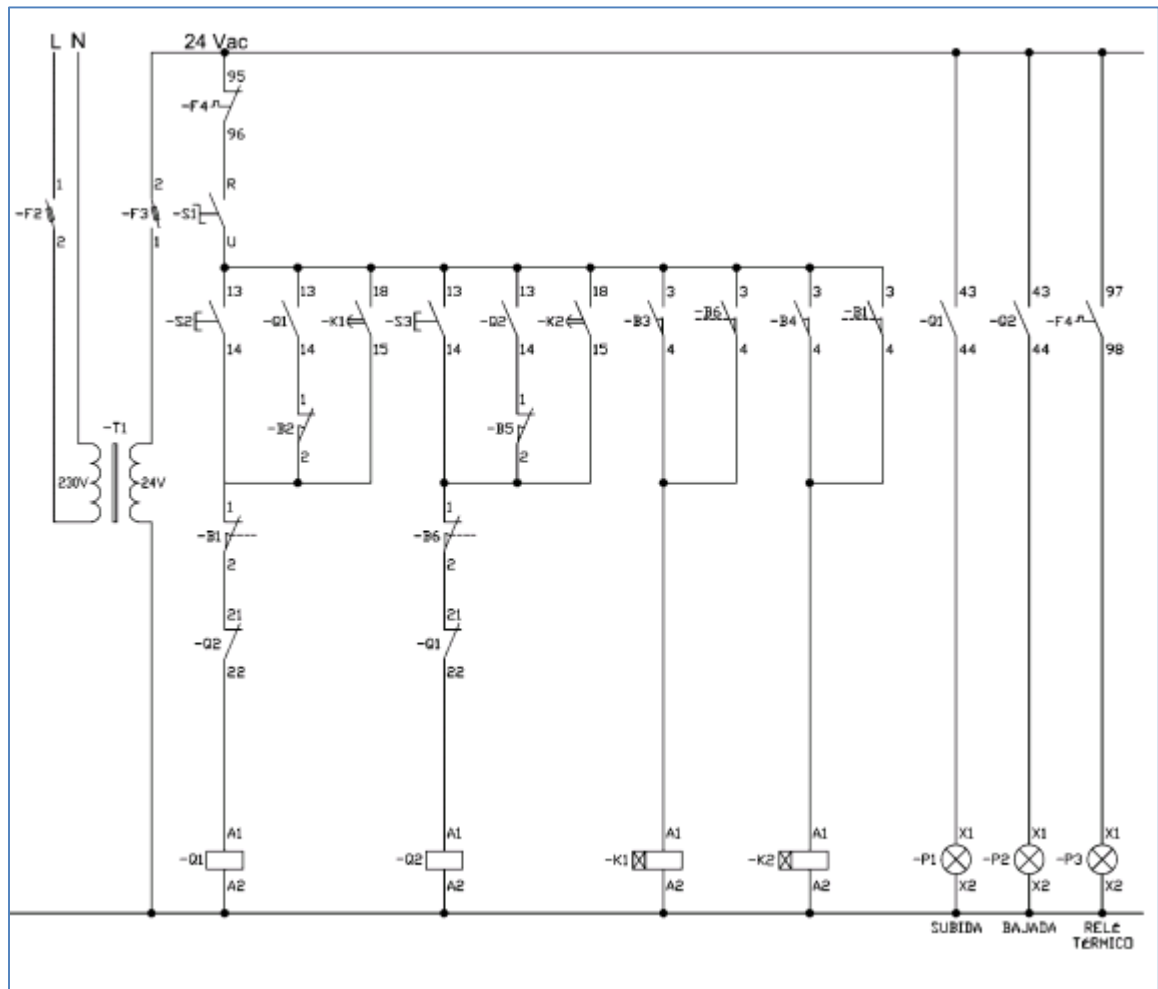 L N 24 Vac
95
-F4
96
1 2 R
-F2 -F3 -S1
2 1 U
13 13 18 13 13 18 3 3 3 3 43 43 97
-S2 -Q1 -K1 -S3 -Q2 -K2 -B3 -B6 -B4 -B1 -Q1 -Q2 -F4
14 14 15 14 14 15 4 4 4 4 44 44 98
1 1
-B2 -B5
2 2
-T1
230V 24V
1 1
-B1 -B6
2 2
21 21
-Q2 -Q1
22 22
A1 A1 A1 A1 X1 X1 X1
-Q1 -Q2 -K1 -K2 -P1 -P2 -P3
A2 A2 A2 A2 X2 X2 X2
SUBIDA BAJADA RELé
TéRMICO